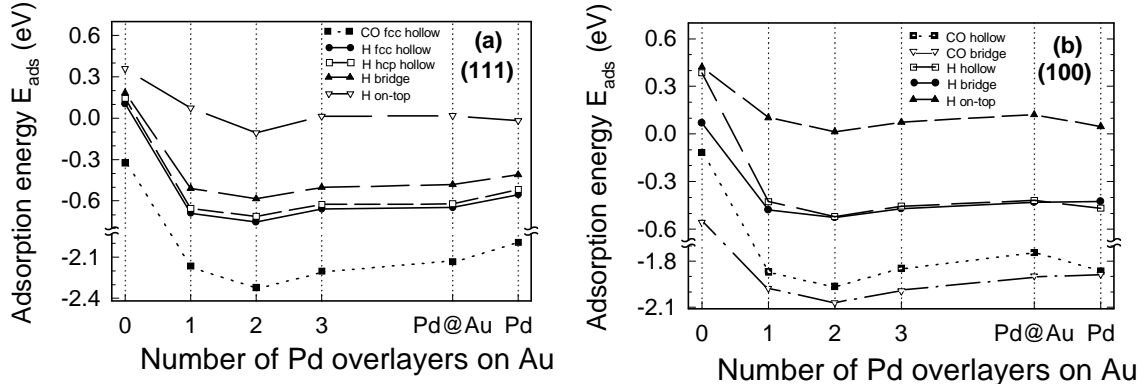 Adsorption energy E_ads (eV)
0.6
0.3
0.0
-0.3
-0.6
-2.1
-2.4
CO fcc hollow
H fcc hollow
H hcp hollow
H bridge
H on-top
(a)
(111)
0 1 2 3 Pd@Au Pd
Number of Pd overlayers on Au
Adsorption energy E_ads (eV)
0.6
0.3
0.0
-0.3
-0.6
-1.8
-2.1
CO hollow
CO bridge
H hollow
H bridge
H on-top
(b)
(100)
0 1 2 3 Pd@Au Pd
Number of Pd overlayers on Au